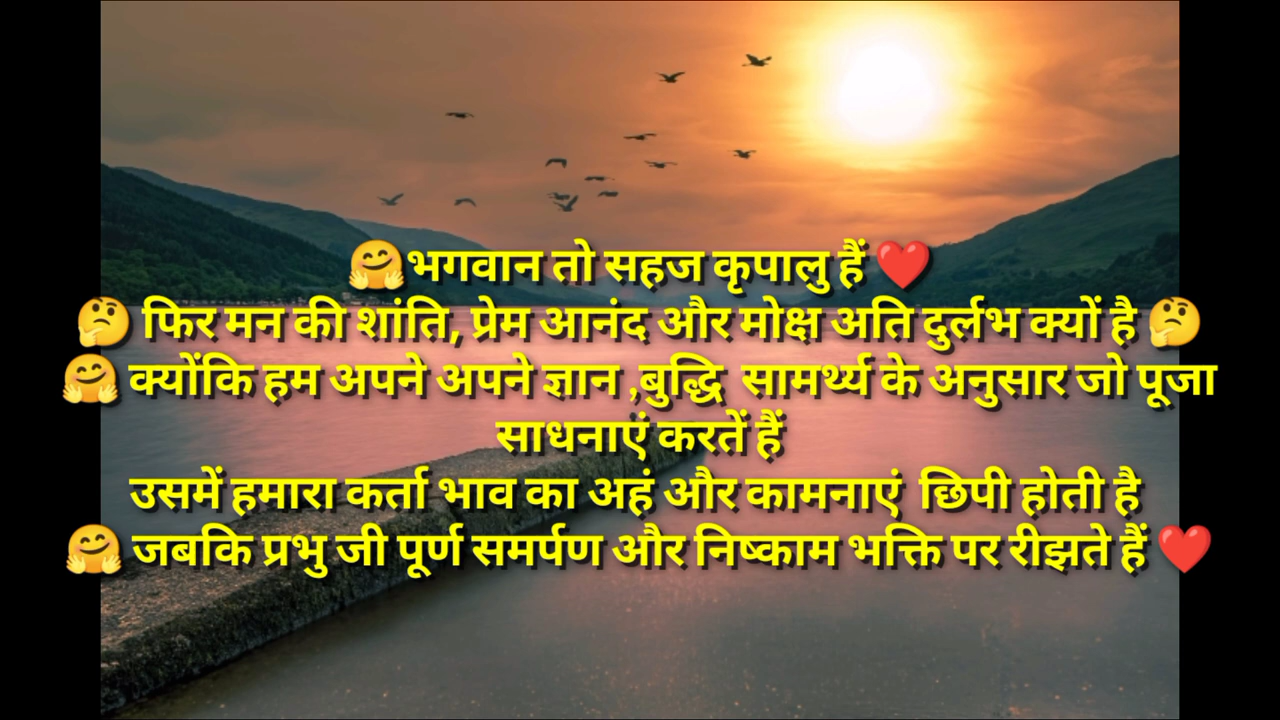 🤗भगवान तो सहज कृपालु हैं ❤️
🤔 फिर मन की शांति, प्रेम आनंद और मोक्ष अति दुर्लभ क्यों है 🤔
🤗 क्योंकि हम अपने अपने ज्ञान ,बुद्धि सामर्थ्य के अनुसार जो पूजा
साधनाएं करतें हैं
उसमें हमारा कर्ता भाव का अहं और कामनाएं छिपी होती है
🤗 जबकि प्रभु जी पूर्ण समर्पण और निष्काम भक्ति पर रीझते हैं ❤️